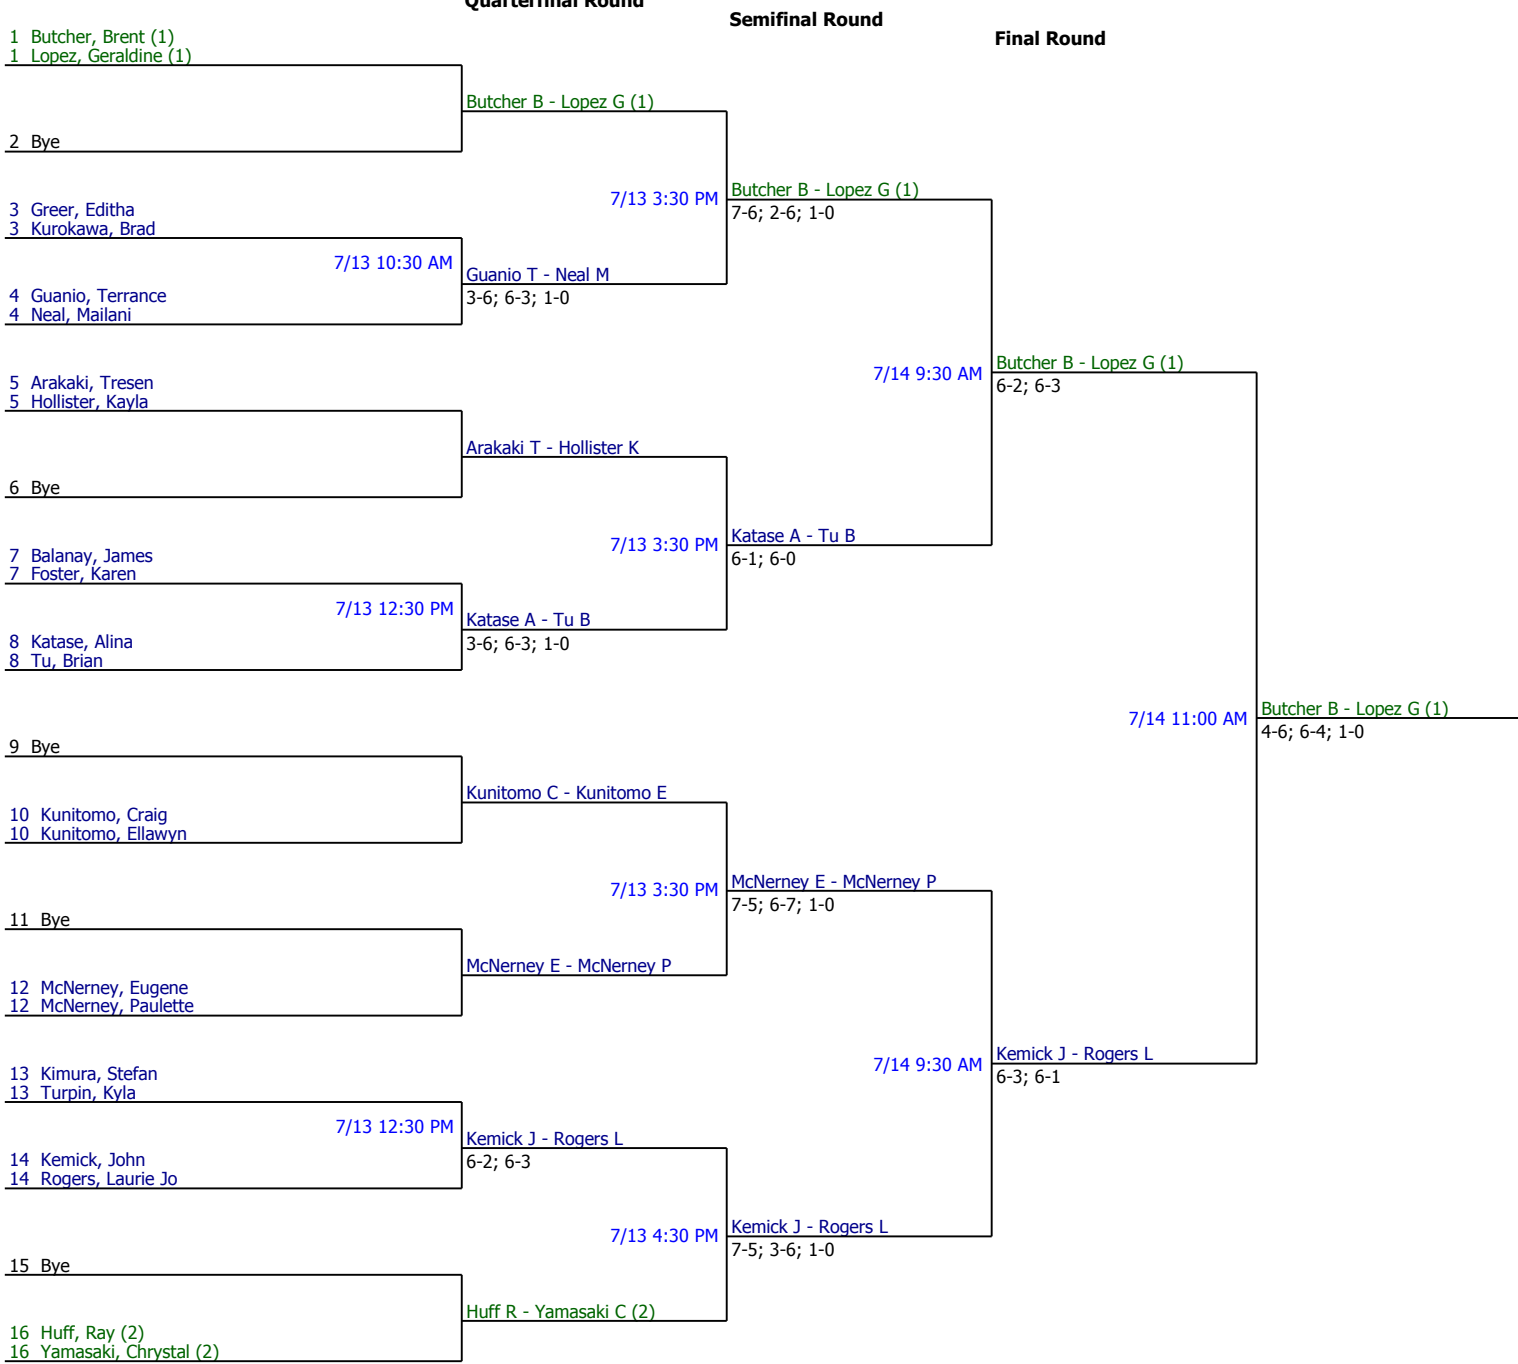 Quarterfinal Round
Semifinal Round
Final Round
1 Butcher, Brent (1)
1 Lopez, Geraldine (1)
Butcher B - Lopez G (1)
2 Bye
7/13 3:30 PM
Butcher B - Lopez G (1)
7-6; 2-6; 1-0
3 Greer, Editha
3 Kurokawa, Brad
7/13 10:30 AM
Guanio T - Neal M
3-6; 6-3; 1-0
4 Guanio, Terrance
4 Neal, Mailani
7/14 9:30 AM
Butcher B - Lopez G (1)
6-2; 6-3
5 Arakaki, Tresen
5 Hollister, Kayla
Arakaki T - Hollister K
6 Bye
7/13 3:30 PM
Katase A - Tu B
6-1; 6-0
7 Balanay, James
7 Foster, Karen
7/13 12:30 PM
Katase A - Tu B
3-6; 6-3; 1-0
8 Katase, Alina
8 Tu, Brian
7/14 11:00 AM
Butcher B - Lopez G (1)
4-6; 6-4; 1-0
9 Bye
Kunitomo C - Kunitomo E
10 Kunitomo, Craig
10 Kunitomo, Ellawyn
7/13 3:30 PM
McNerney E - McNerney P
7-5; 6-7; 1-0
11 Bye
McNerney E - McNerney P
12 McNerney, Eugene
12 McNerney, Paulette
7/14 9:30 AM
Kemick J - Rogers L
6-3; 6-1
13 Kimura, Stefan
13 Turpin, Kyla
7/13 12:30 PM
Kemick J - Rogers L
6-2; 6-3
14 Kemick, John
14 Rogers, Laurie Jo
7/13 4:30 PM
Kemick J - Rogers L
7-5; 3-6; 1-0
15 Bye
Huff R - Yamasaki C (2)
16 Huff, Ray (2)
16 Yamasaki, Chrystal (2)